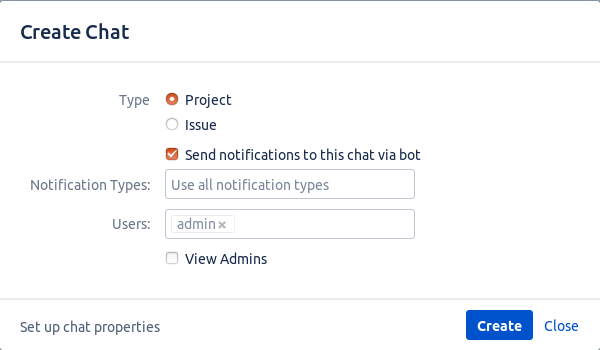 Create Chat
Type
Project
Issue
Send notifications to this chat via bot
Notification Types: Use all notification types
Users: admin ×
View Admins
Set up chat properties Create Close